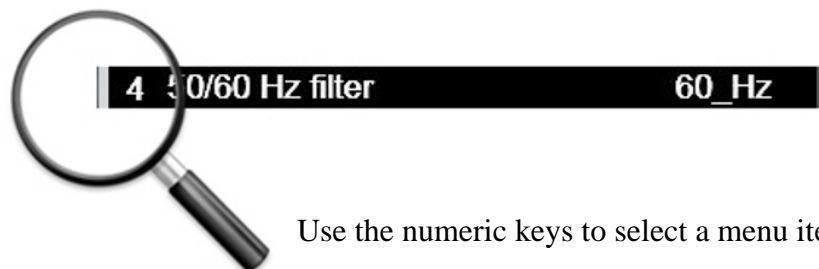 4 50/60 Hz filter 60_Hz
Use the numeric keys to select a menu ite